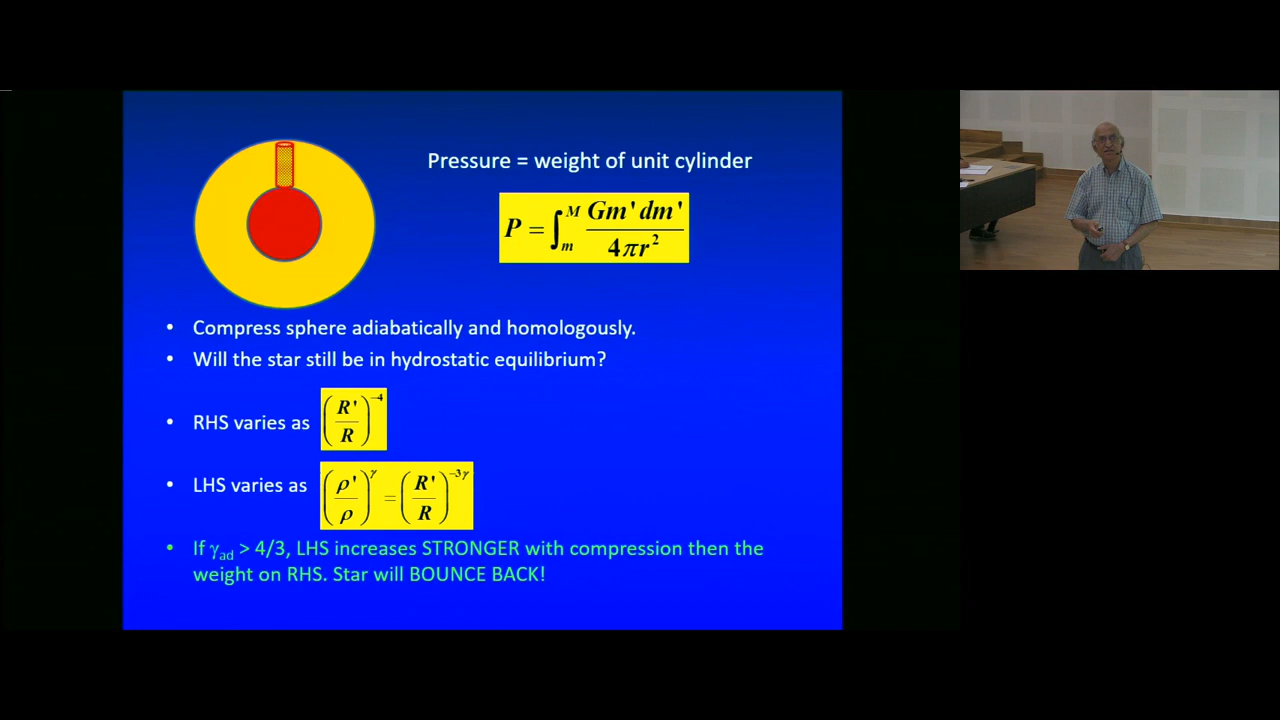 Pressure = weight of unit cylinder
P = ∫_m^M Gm'dm' / 4πr²
• Compress sphere adiabatically and homologously.
• Will the star still be in hydrostatic equilibrium?
• RHS varies as (R'/R)^-4
• LHS varies as (ρ'/ρ)^γ = (R'/R)^-3γ
• If γ_ad > 4/3, LHS increases STRONGER with compression then the
weight on RHS. Star will BOUNCE BACK!